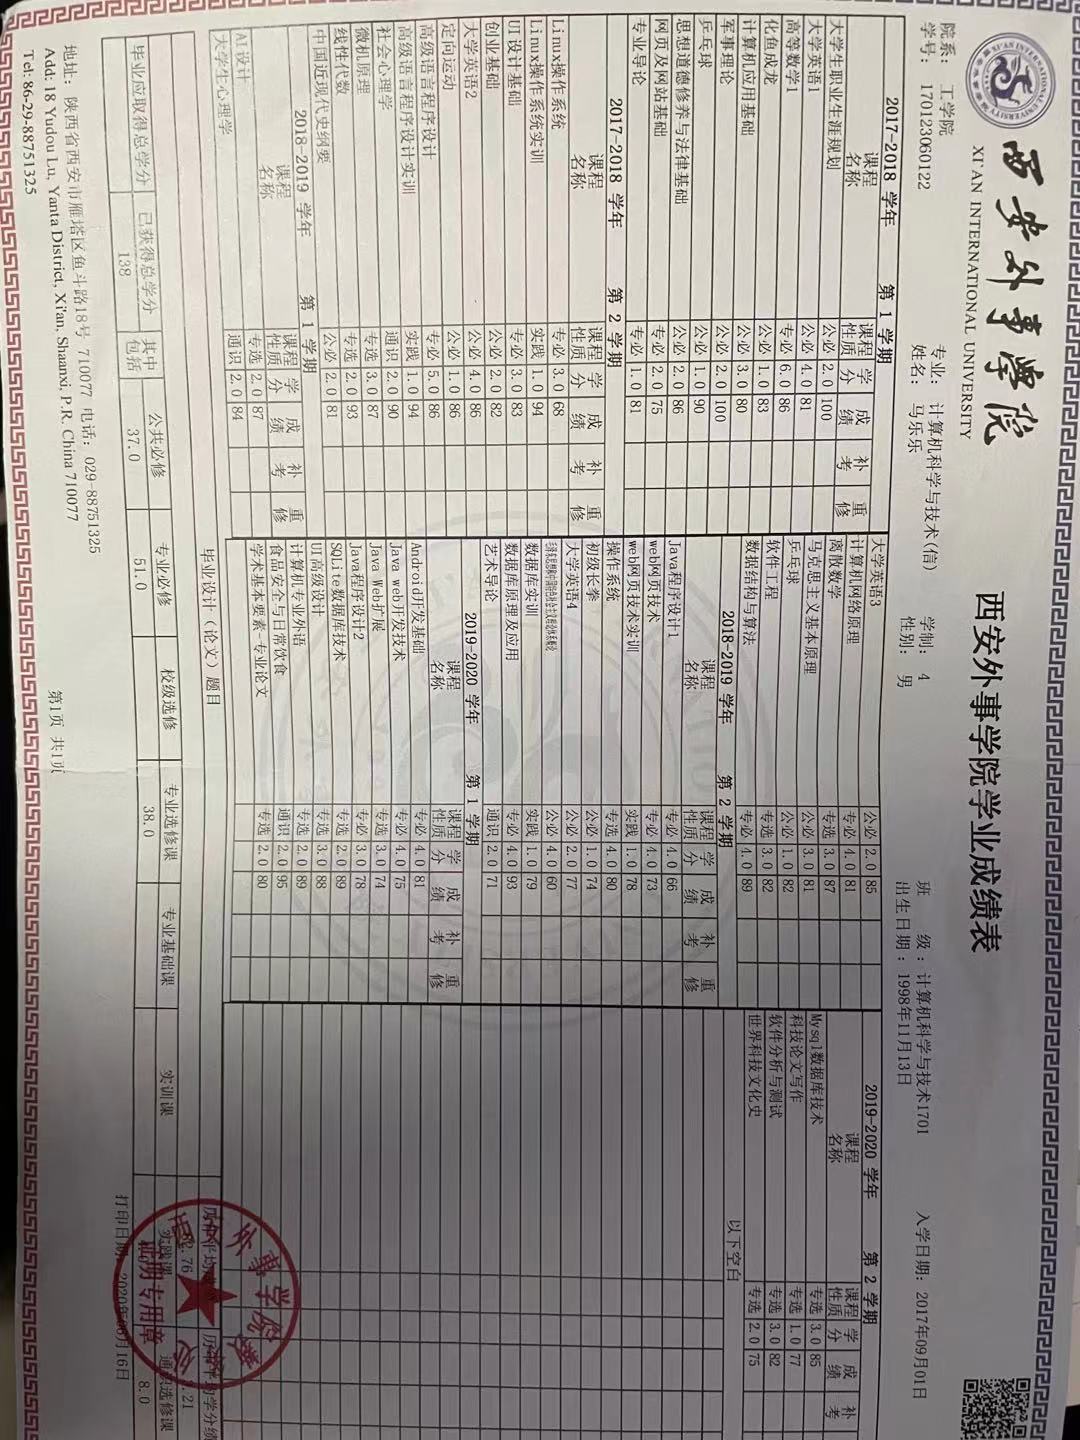 西安外事学院
XI'AN INTERNATIONAL UNIVERSITY
西安外事学院学业成绩表
院系： 工学院
专业： 计算机科学与技术(信)
学制： 4
班 级：计算机科学与技术1701
入学日期：2017年09月01日
学号： 170123060122
姓名： 马乐乐
性别： 男
出生日期：1998年11月13日
2017-2018 学年 第 1 学期
课程名称 课程性质 学分 成绩 补考 重修
大学生职业生涯规划 公必 2.0 100
大学英语1 公必 4.0 81
高等数学1 专必 6.0 86
化鱼成龙 公必 1.0 83
计算机应用基础 公必 3.0 80
军事理论 公必 2.0 100
乒乓球 公必 1.0 90
思想道德修养与法律基础 公必 2.0 86
网页及网站基础 专必 2.0 75
专业导论 专必 1.0 81
2017-2018 学年 第 2 学期
课程名称 课程性质 学分 成绩 补考 重修
Linux操作系统 专必 3.0 68
Linux操作系统实训 实践 1.0 94
UI设计基础 专必 3.0 83
创业基础 公必 2.0 82
大学英语2 公必 4.0 86
定向运动 公必 1.0 86
高级语言程序设计 专必 5.0 86
高级语言程序设计实训 实践 1.0 94
社会心理学 通识 2.0 90
微机原理 专选 3.0 87
线性代数 专选 2.0 93
中国近现代史纲要 公必 2.0 81
2018-2019 学年 第 1 学期
课程名称 课程性质 学分 成绩 补考 重修
AI设计 专选 2.0 87
大学生心理学 通识 2.0 84
大学英语3 公必 2.0 85
计算机网络原理 专必 4.0 81
离散数学 专选 3.0 87
马克思主义基本原理 公必 3.0 81
乒乓球 公必 1.0 82
软件工程 专选 3.0 82
数据结构与算法 专必 4.0 89
2018-2019 学年 第 2 学期
课程名称 课程性质 学分 成绩 补考 重修
Java程序设计1 专必 4.0 66
web网页技术 专必 4.0 73
web网页技术实训 实践 1.0 78
操作系统 专选 4.0 80
初级长拳 公必 1.0 74
大学英语4 公必 2.0 77
毛泽东思想和中国特色社会主义理论体系概论 公必 4.0 60
数据库实训 实践 1.0 79
数据库原理及应用 专必 4.0 93
艺术导论 通识 2.0 71
2019-2020 学年 第 1 学期
课程名称 课程性质 学分 成绩 补考 重修
Android开发基础 专必 4.0 81
Java web开发技术 专必 4.0 75
Java Web扩展 专选 3.0 74
Java程序设计2 专必 3.0 78
SQLite数据库技术 专选 2.0 89
UI高级设计 专选 3.0 88
计算机专业外语 专选 2.0 89
食品安全与日常饮食 通识 2.0 95
学术基本要素-专业论文 专选 2.0 80
2019-2020 学年 第 2 学期
课程名称 课程性质 学分 成绩 补考
Mysql数据库技术 专选 3.0 85
科技论文写作 专选 1.0 77
软件分析与测试 专选 3.0 82
世界科技文化史 专选 2.0 75
以下空白
毕业设计（论文）题目
历年平均成 历年平均学分绩
82.76 3.21
毕业应取得总学分 已获得总学分 其中包括 公共必修 专业必修 校级选修 专业选修课 专业基础课 实训课 实践课 通识选修课
138 37.0 51.0 38.0 8.0
西安外事学院教务处
证明专用章
打印日期：2020年06月16日
地址：陕西省西安市雁塔区鱼斗路18号 710077 电话：029-88751325
Add: 18 Yudou Lu, Yanta District, Xi'an, Shaanxi, P.R. China 710077
Tel: 86-29-88751325
第1页 共1页